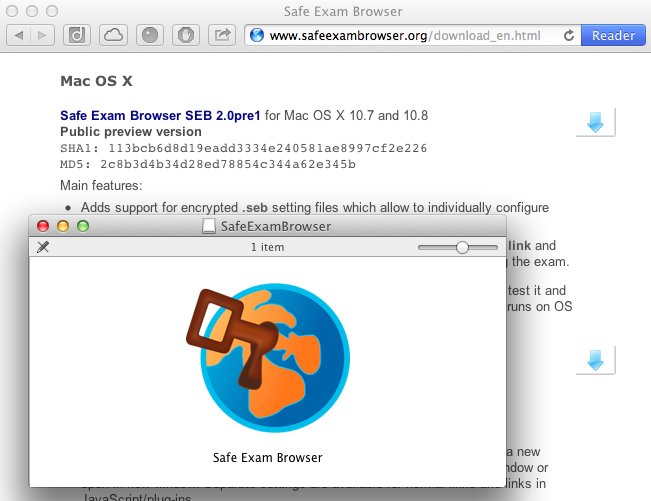 Safe Exam Browser
www.safeexambrowser.org/download_en.html
Reader
Mac OS X
Safe Exam Browser SEB 2.0pre1 for Mac OS X 10.7 and 10.8
Public preview version
SHA1: 113bcb6d8d19eadd3334e240581ae8997cf2e226
MD5: 2c8b3d4b34d28ed78854c344a62e345b
Main features:
• Adds support for encrypted .seb setting files which allow to individually configure
SafeExamBrowser
1 item
link and
g the exam.
test it and
runs on OS
Safe Exam Browser
a new
ndow or
links in
JavaScript/plug-ins